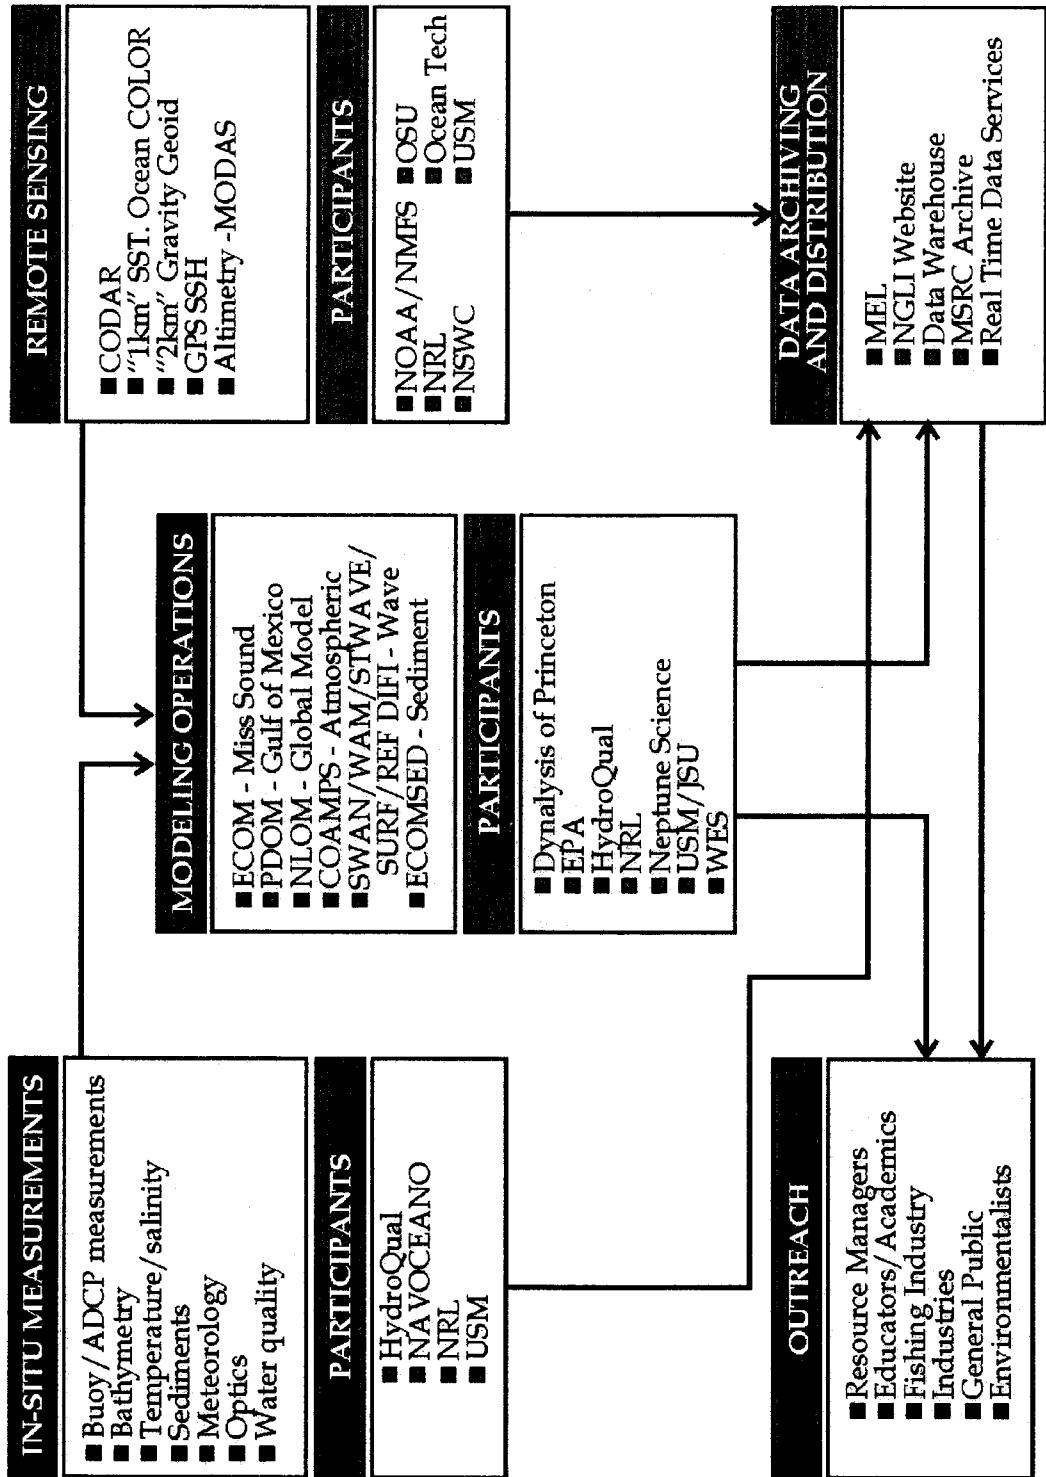 IN-SITU MEASUREMENTS
Buoy/ADCP measurements
Bathymetry
Temperature/salinity
Sediments
Meteorology
Optics
Water quality
PARTICIPANTS
HydroQual
NAVOCEANO
NRL
USM
MODELING OPERATIONS
ECOM - Miss Sound
PDOM - Gulf of Mexico
NLOM - Global Model
COAMPS - Atmospheric
SWAN/WAM/STWAVE/
SURF/REF DIFI - Wave
ECOMSED - Sediment
PARTICIPANTS
Dynalysis of Princeton
EPA
HydroQual
NRL
Neptune Science
USM/JSU
WES
REMOTE SENSING
CODAR
"1km" SST. Ocean COLOR
"2km" Gravity Geoid
GPS SSH
Altimetry -MODAS
PARTICIPANTS
NOAA/NMFS OSU
NRL Ocean Tech
NSWC USM
OUTREACH
Resource Managers
Educators/Academics
Fishing Industry
Industries
General Public
Environmentalists
DATA ARCHIVING
AND DISTRIBUTION
MEL
NGLI Website
Data Warehouse
MSRC Archive
Real Time Data Services